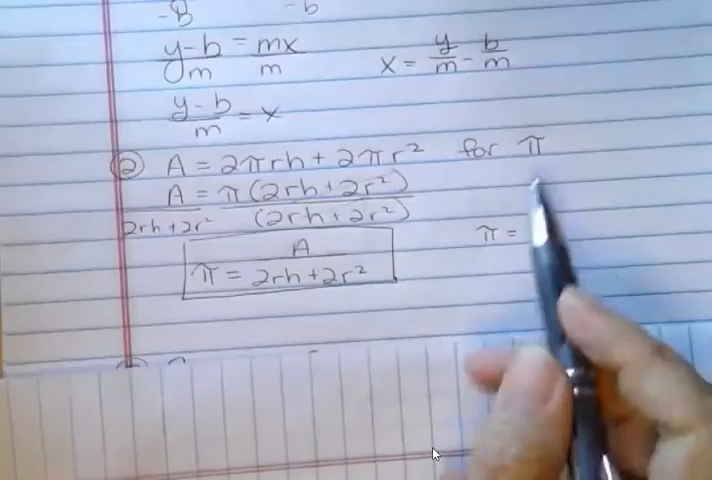 -B -b
y-b = mx
m m
x = y/m - b/m
y-b/m = x
② A = 2πrh + 2πr² for π
A = π(2rh + 2r²)
2rh+2r² (2rh+2r²)
π = A/2rh+2r²
π =